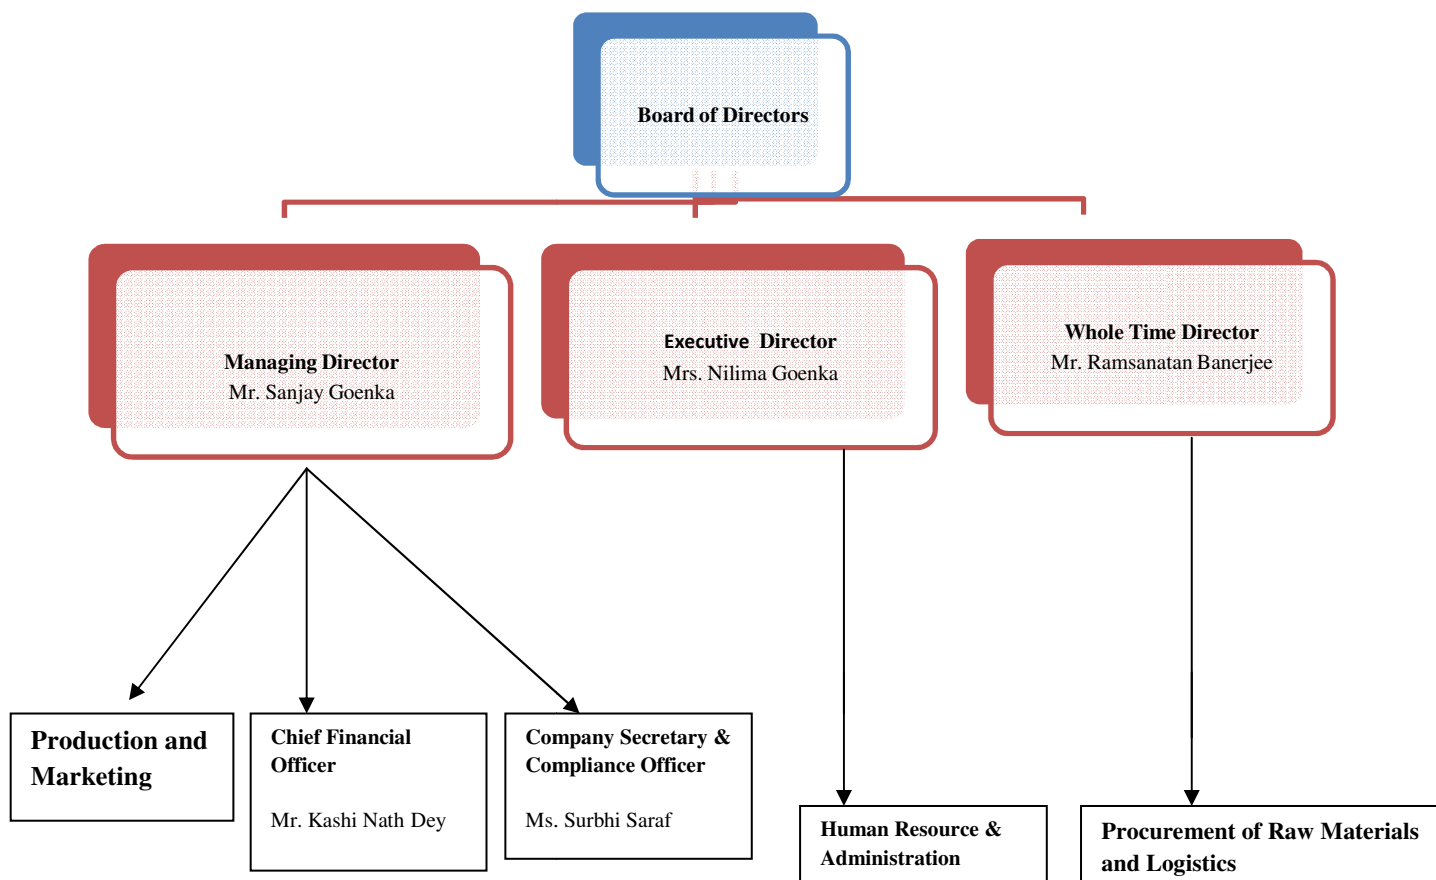 Board of Directors
Managing Director
Mr. Sanjay Goenka
Executive Director
Mrs. Nilima Goenka
Whole Time Director
Mr. Ramsanatan Banerjee
Production and
Marketing
Chief Financial
Officer
Mr. Kashi Nath Dey
Company Secretary &
Compliance Officer
Ms. Surbhi Saraf
Human Resource &
Administration
Procurement of Raw Materials
and Logistics